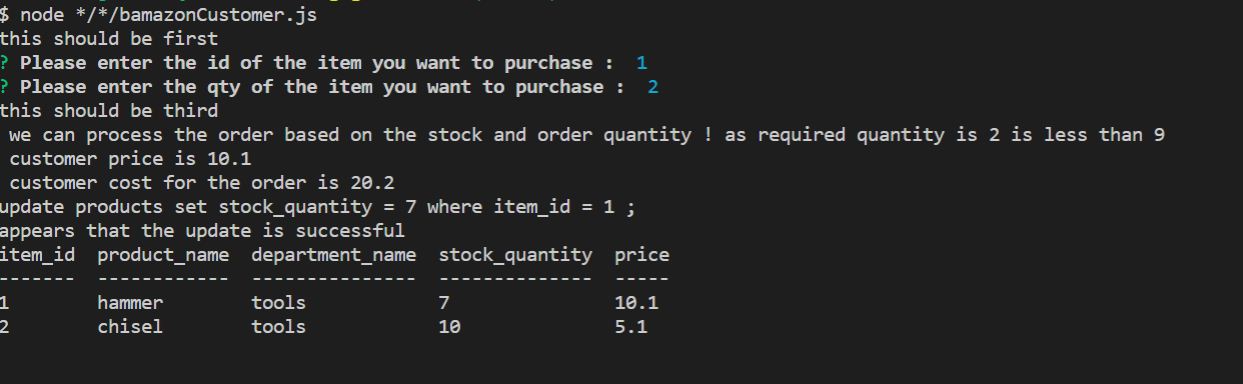 $ node */*/bamazonCustomer.js
this should be first
? Please enter the id of the item you want to purchase :  1
? Please enter the qty of the item you want to purchase :  2
this should be third
 we can process the order based on the stock and order quantity ! as required quantity is 2 is less than 9
 customer price is 10.1
 customer cost for the order is 20.2
update products set stock_quantity = 7 where item_id = 1 ;
appears that the update is successful
item_id  product_name  department_name  stock_quantity  price
-------  ------------  ---------------  --------------  -----
1        hammer        tools            7               10.1
2        chisel        tools            10              5.1